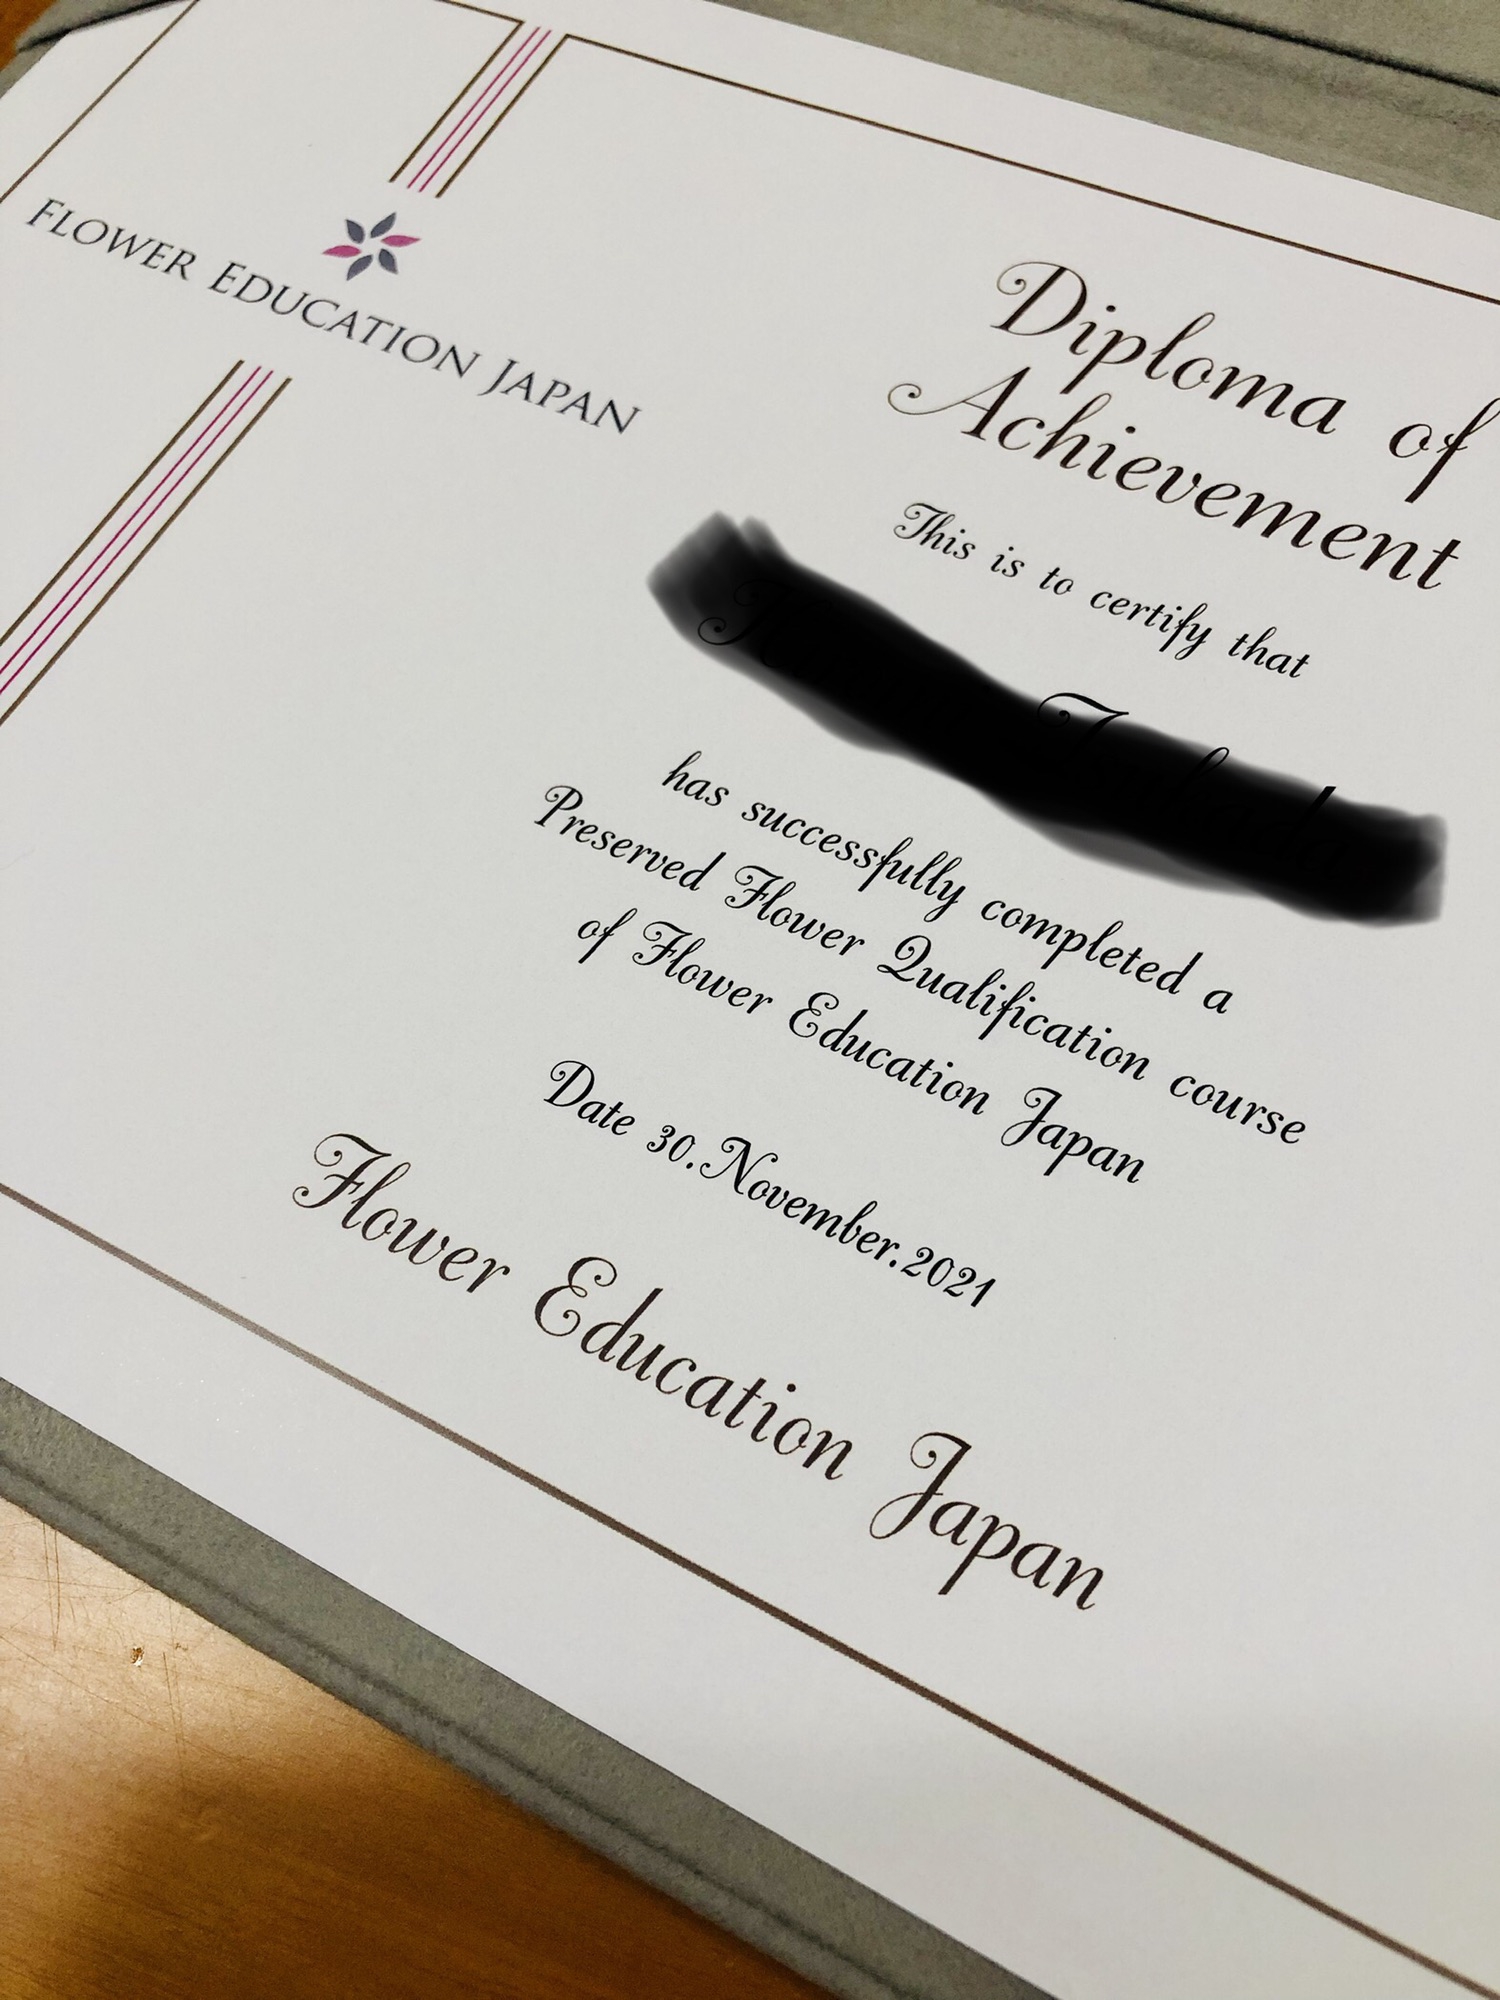 FLOWER EDUCATION JAPAN
Diploma of
Achievement
This is to certify that
has successfully completed a
Preserved Flower Qualification course
of Flower Education Japan
Date 30.November.2021
Flower Education Japan